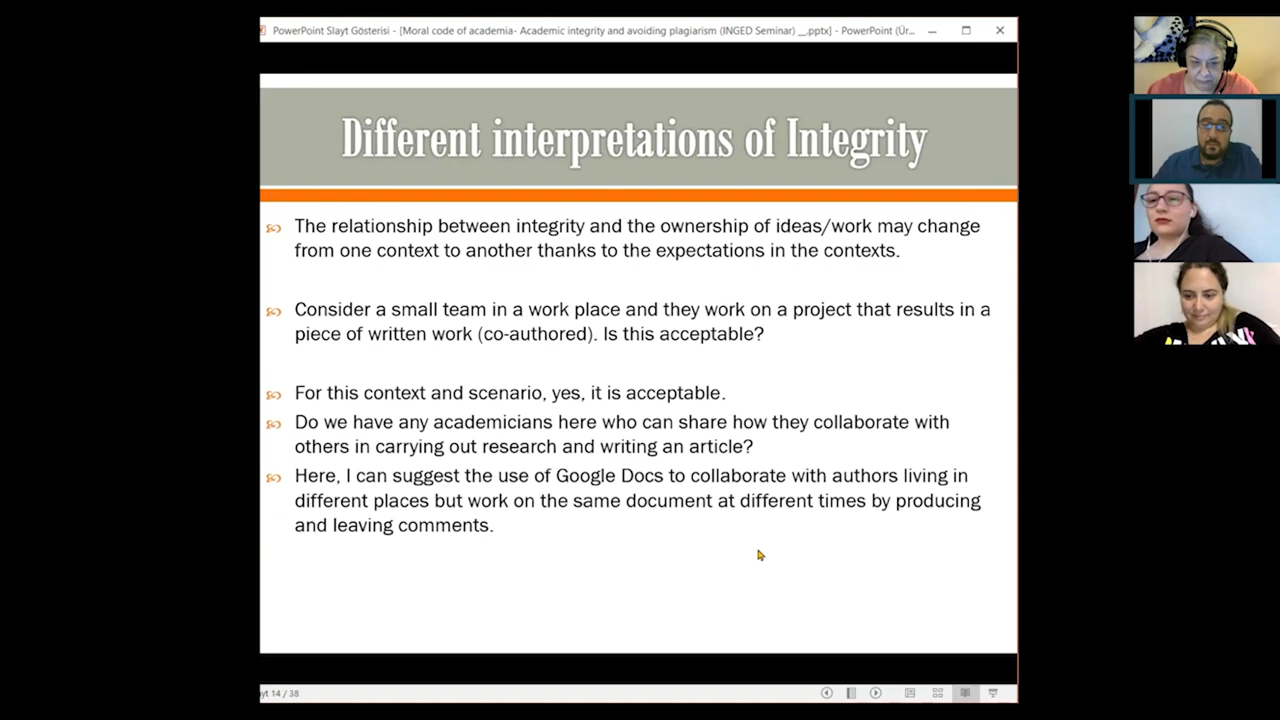 PowerPoint Slayt Gösterisi - [Moral code of academia- Academic integrity and avoiding plagiarism (INGED Seminar) __.pptx] - PowerPoint (Ür...
Different interpretations of Integrity
The relationship between integrity and the ownership of ideas/work may change
from one context to another thanks to the expectations in the contexts.
Consider a small team in a work place and they work on a project that results in a
piece of written work (co-authored). Is this acceptable?
For this context and scenario, yes, it is acceptable.
Do we have any academicians here who can share how they collaborate with
others in carrying out research and writing an article?
Here, I can suggest the use of Google Docs to collaborate with authors living in
different places but work on the same document at different times by producing
and leaving comments.
yt 14 / 38